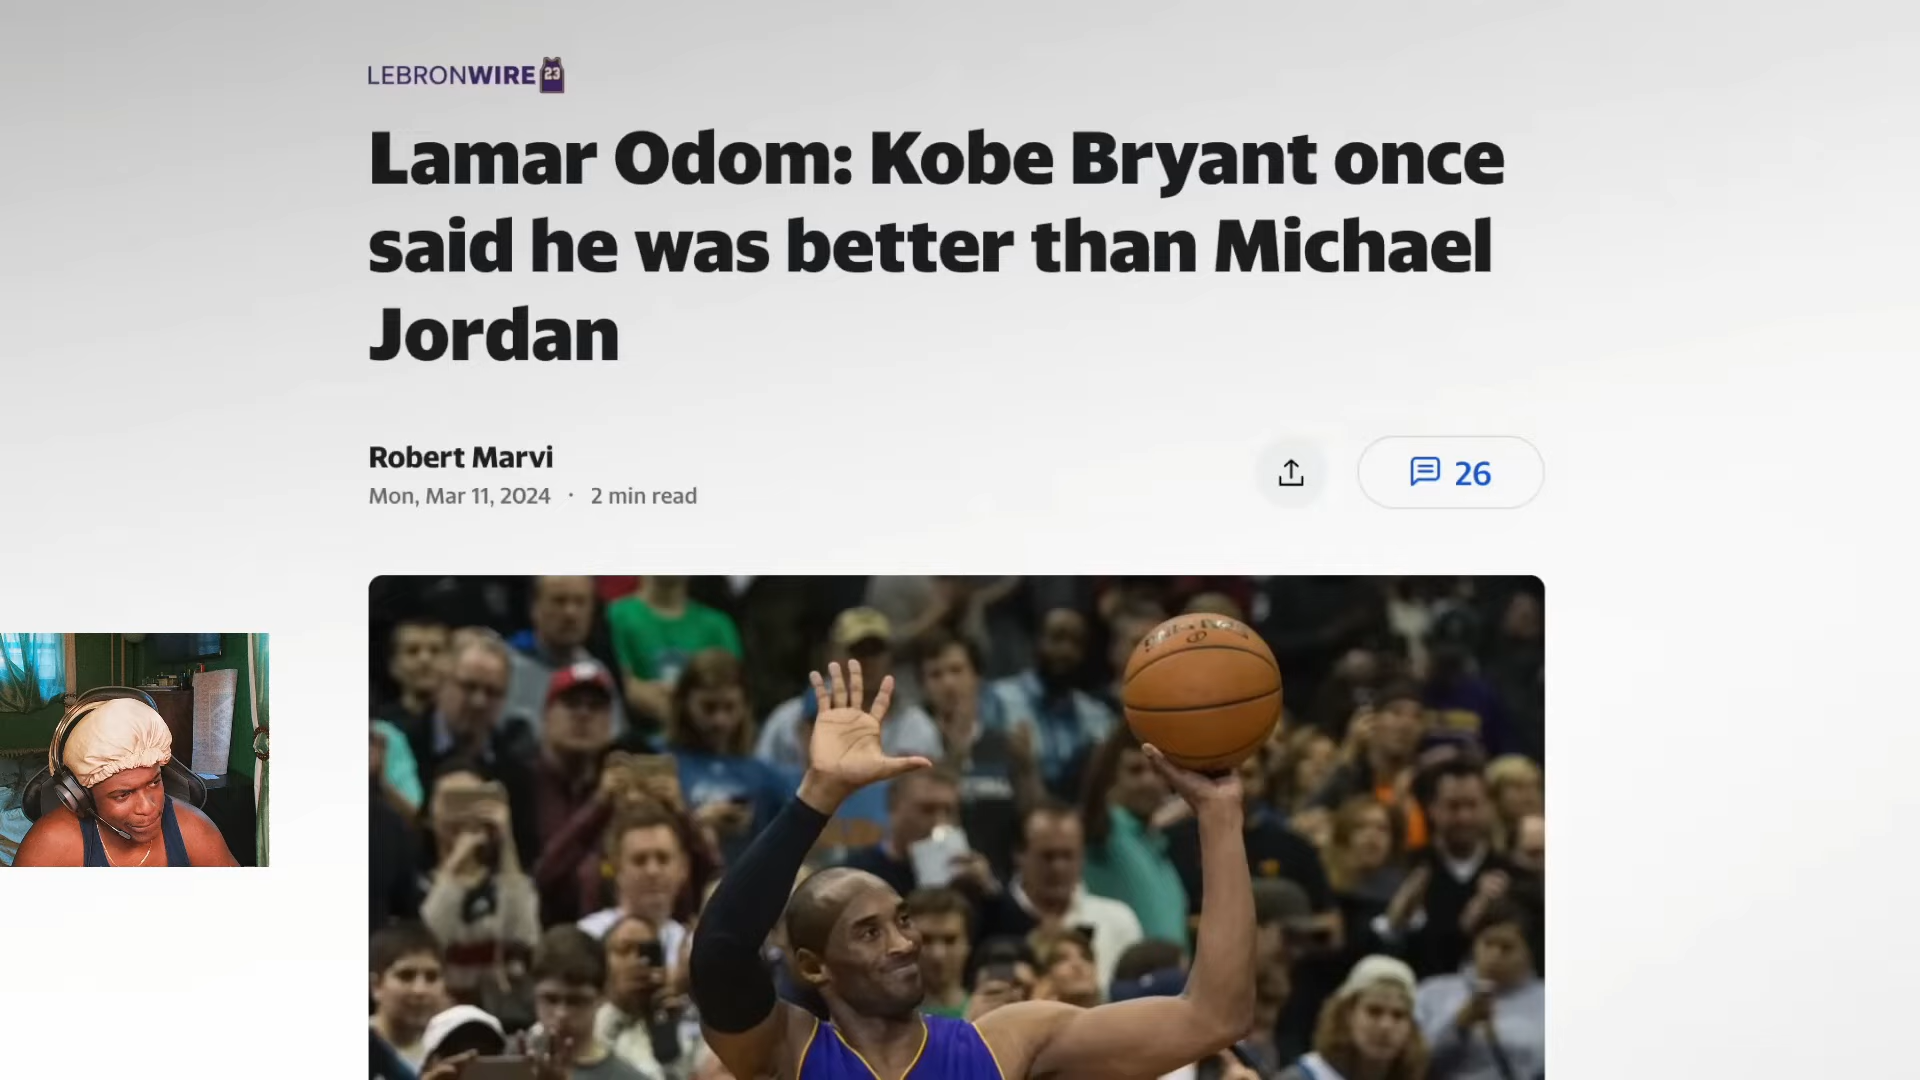 LEBRONWIRE 23
Lamar Odom: Kobe Bryant once
said he was better than Michael
Jordan
Robert Marvi
Mon, Mar 11, 2024 · 2 min read
26